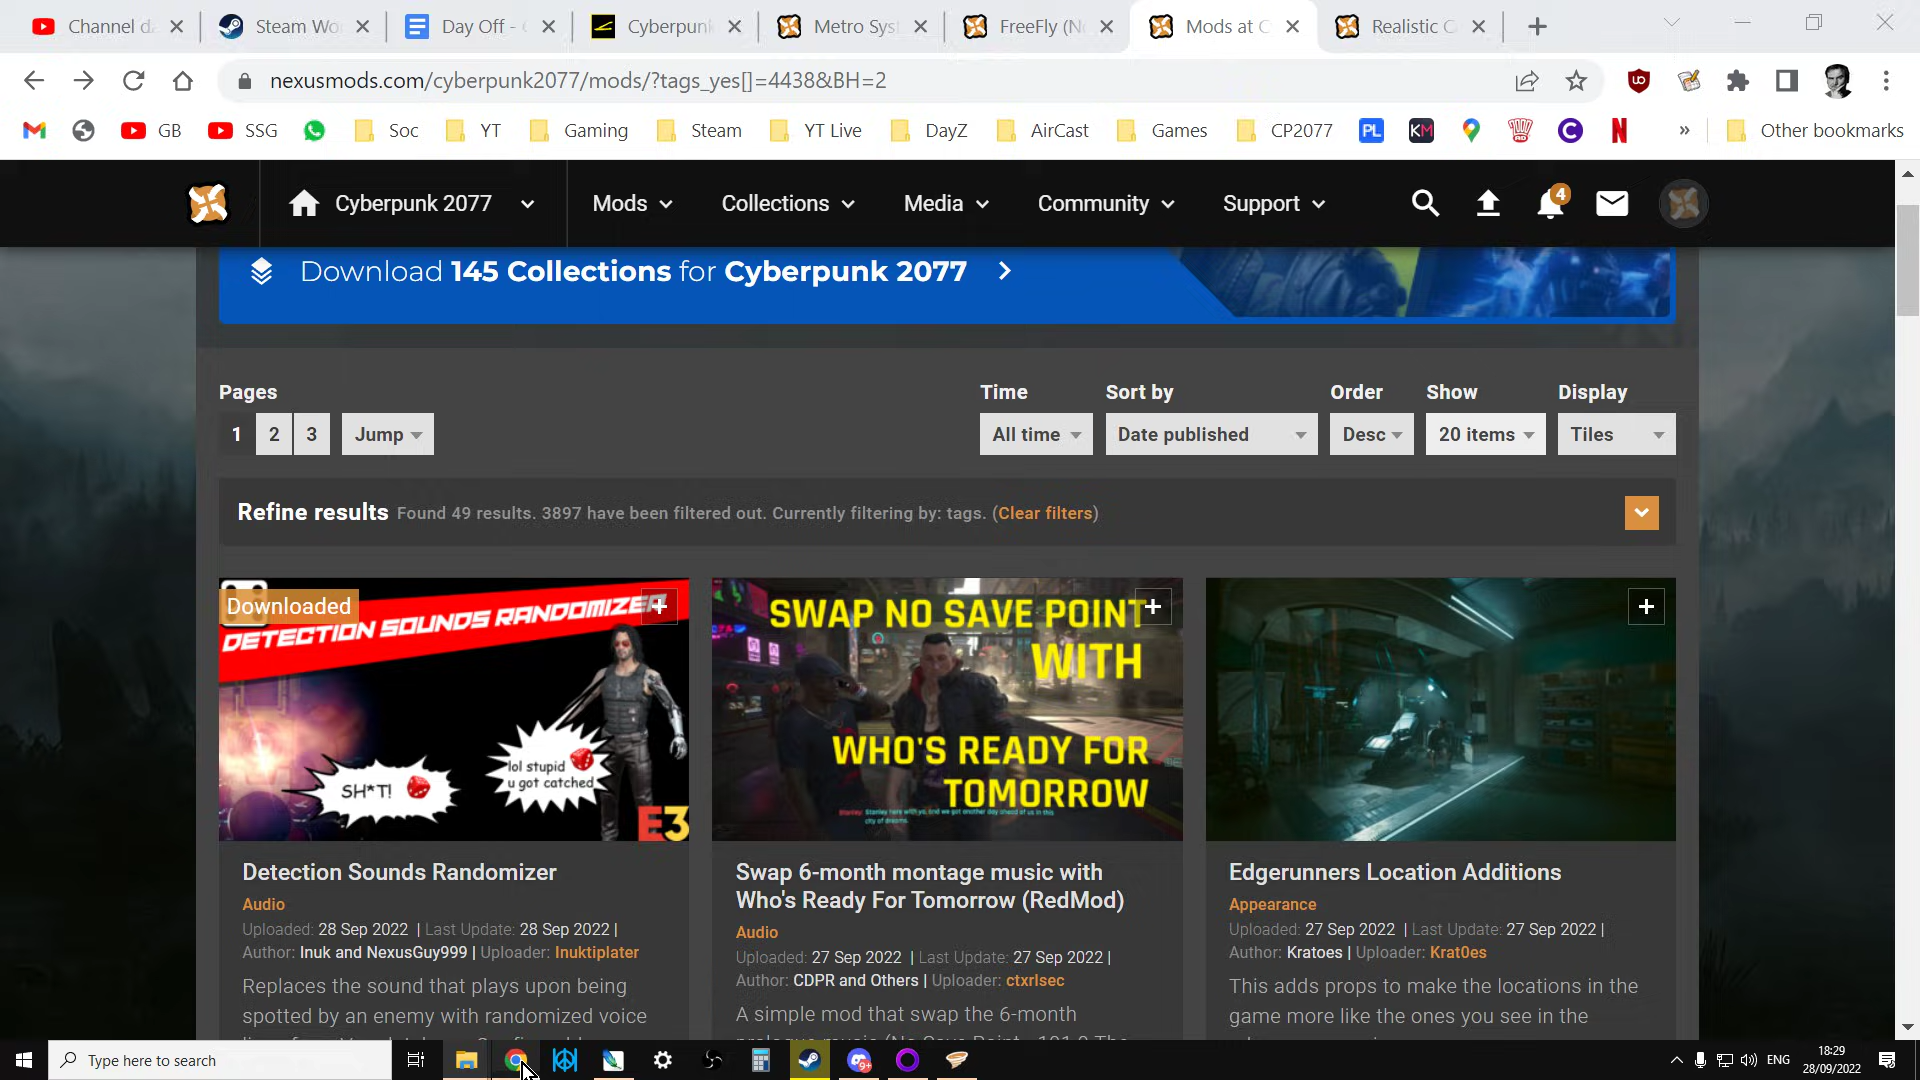 Channel da
Steam Wo
Day Off -
Cyberpunk
Metro Syst
FreeFly (N
Mods at C
Realistic C
nexusmods.com/cyberpunk2077/mods/?tags_yes[]=4438&BH=2
GB
SSG
Soc
YT
Gaming
Steam
YT Live
DayZ
AirCast
Games
CP2077
PL
KM
»
Other bookmarks
Cyberpunk 2077
Mods
Collections
Media
Community
Support
4
Download 145 Collections for Cyberpunk 2077
Pages
Time
Sort by
Order
Show
Display
1
2
3
Jump
All time
Date published
Desc
20 items
Tiles
Refine results Found 49 results. 3897 have been filtered out. Currently filtering by: tags. (Clear filters)
Downloaded
DETECTION SOUNDS RANDOMIZER
SH*T!
lol stupid
u got catched
E3
SWAP NO SAVE POINT
WITH
WHO'S READY FOR
TOMORROW
Detection Sounds Randomizer
Audio
Uploaded: 28 Sep 2022 | Last Update: 28 Sep 2022 |
Author: Inuk and NexusGuy999 | Uploader: Inuktiplater
Replaces the sound that plays upon being
spotted by an enemy with randomized voice
Swap 6-month montage music with
Who's Ready For Tomorrow (RedMod)
Audio
Uploaded: 27 Sep 2022 | Last Update: 27 Sep 2022 |
Author: CDPR and Others | Uploader: ctxrlsec
A simple mod that swap the 6-month
Edgerunners Location Additions
Appearance
Uploaded: 27 Sep 2022 | Last Update: 27 Sep 2022 |
Author: Kratoes | Uploader: Krat0es
This adds props to make the locations in the
game more like the ones you see in the
Type here to search
ENG
18:29
28/09/2022